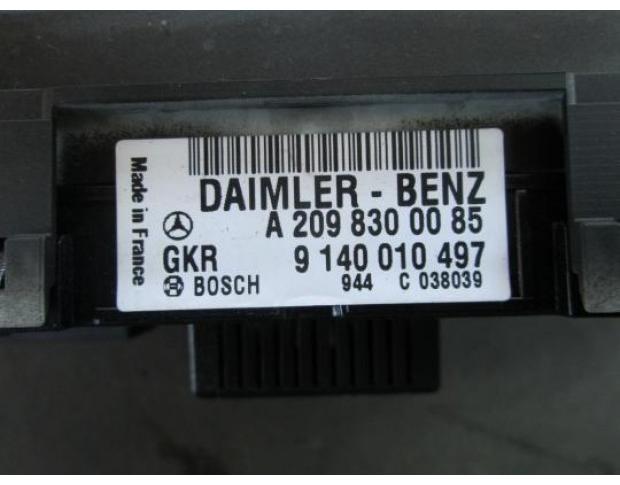 Made in France
DAIMLER - BENZ
A 209 830 00 85
GKR 9 140 010 497
BOSCH 944 C 038039